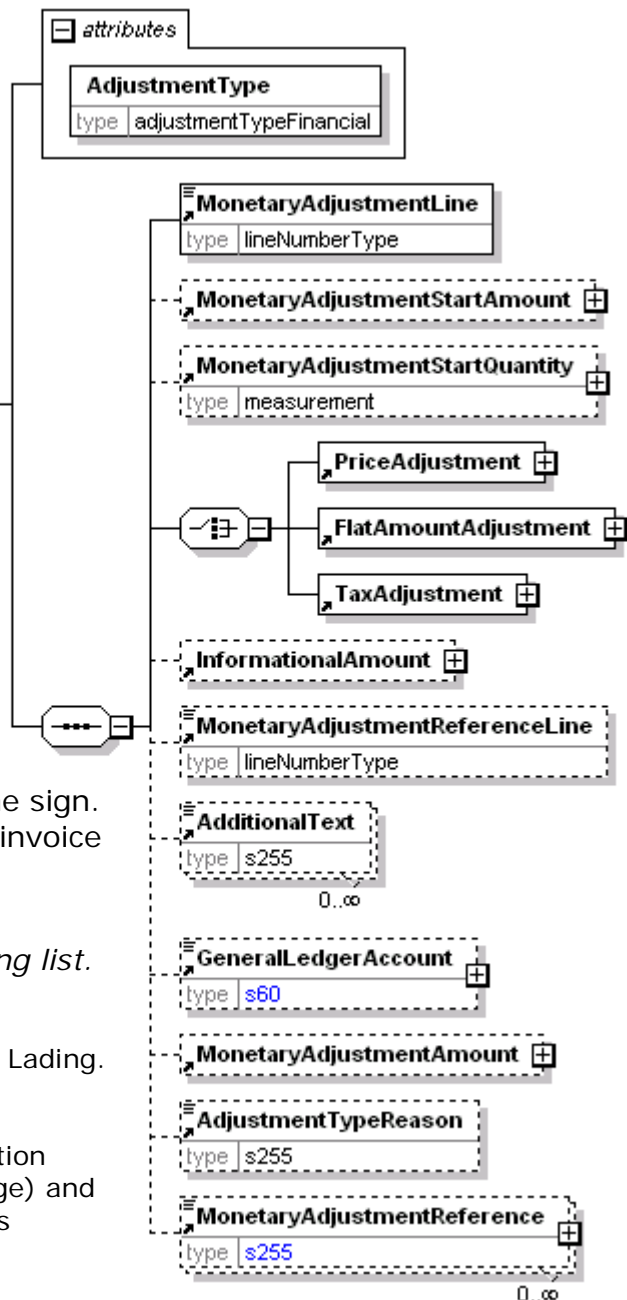 attributes
AdjustmentType
type adjustmentTypeFinancial
MonetaryAdjustmentLine
type lineNumberType
MonetaryAdjustmentStartAmount
MonetaryAdjustmentStartQuantity
type measurement
PriceAdjustment
FlatAmountAdjustment
TaxAdjustment
InformationalAmount
MonetaryAdjustmentReferenceLine
type lineNumberType
e sign.
invoice
AdditionalText
type s255
0..∞
ng list.
GeneralLedgerAccount
type s60
Lading.
MonetaryAdjustmentAmount
AdjustmentTypeReason
type s255
tion
ge) and
s
MonetaryAdjustmentReference
type s255
0..∞